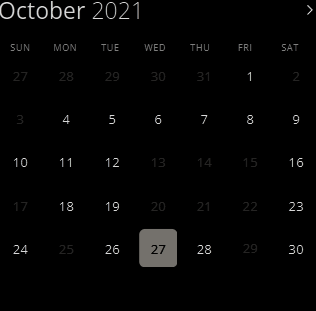 October 2021
SUN MON TUE WED THU FRI SAT
27 28 29 30 31 1 2
3 4 5 6 7 8 9
10 11 12 13 14 15 16
17 18 19 20 21 22 23
24 25 26 27 28 29 30